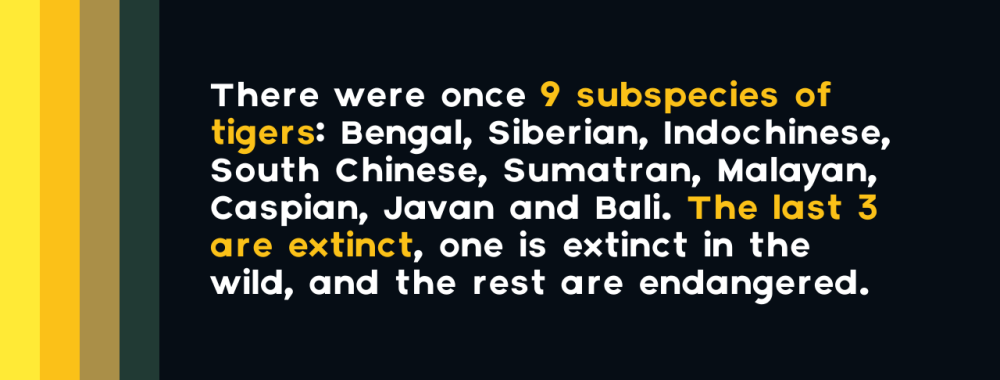 There were once 9 subspecies of
tigers: Bengal, Siberian, Indochinese,
South Chinese, Sumatran, Malayan,
Caspian, Javan and Bali. The last 3
are extinct, one is extinct in the
wild, and the rest are endangered.